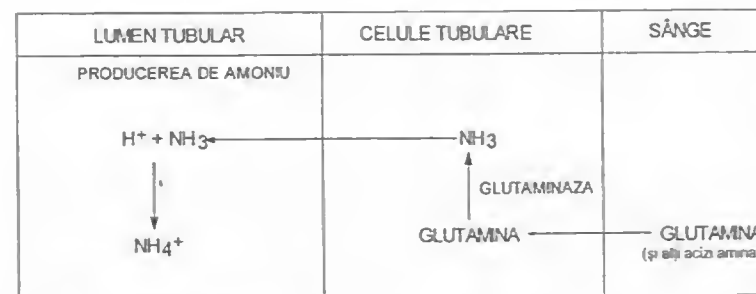 LUMEN TUBULAR CELULE TUBULARE SÂNGE
PRODUCEREA DE AMONIU
H+ + NH3 NH3
GLUTAMINAZA
NH4+ GLUTAMINA GLUTAMINA
(și alți acizi amina